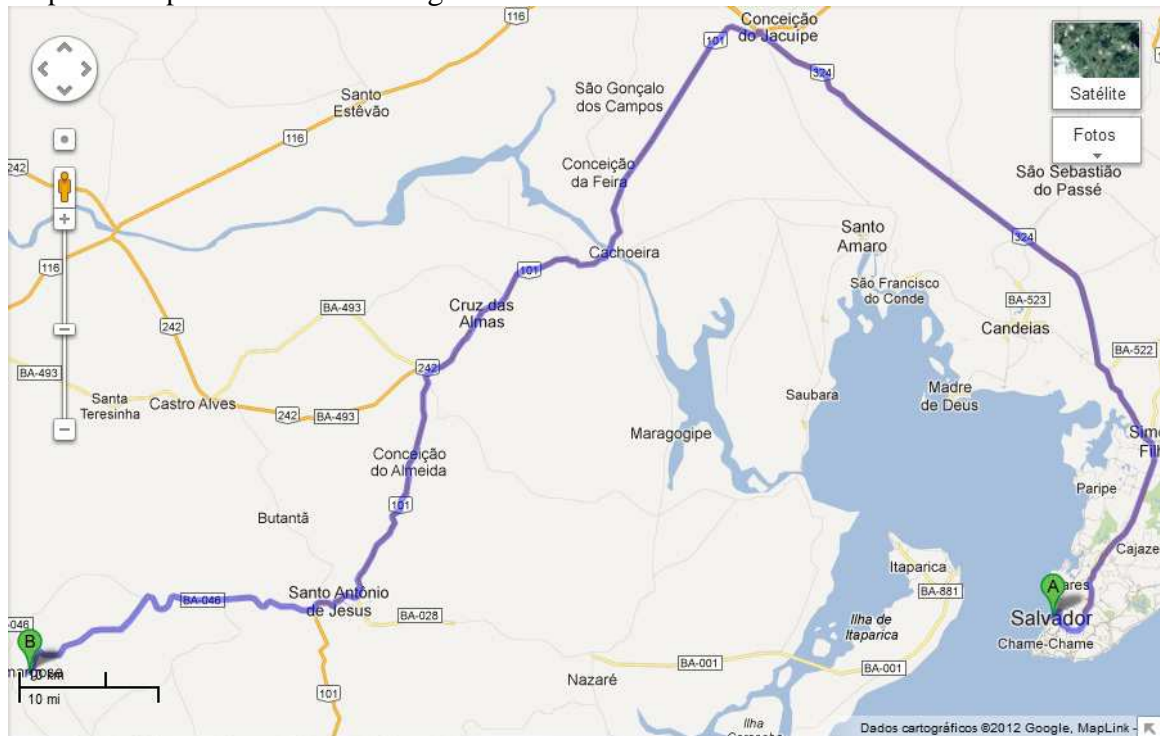 116
Conceição
do Jacuípe
101
324
Satélite
Santo
Estêvão
São Gonçalo
dos Campos
Fotos
116
242
Conceição
da Feira
São Sebastião
do Passé
Santo
Amaro
324
116
Cachoeira
101
São Francisco
do Conde
BA-523
BA-493
Cruz das
Almas
Candeias
242
BA-522
242
BA-493
Santa
Teresinha
Castro Alves
242
BA-493
Saubara
Madre
de Deus
Maragogipe
Conceição
do Almeida
Paripe
101
Butantã
Cajaze
Itaparica
Santo Antônio
de Jesus
BA-046
BA-881
A
ares
BA-028
Salvador
-046
B
Ilha de
Itaparica
Chame-Chame
BA-001
BA-001
Nazaré
101
10 mi
Ilha
Dados cartográficos ©2012 Google, MapLink -